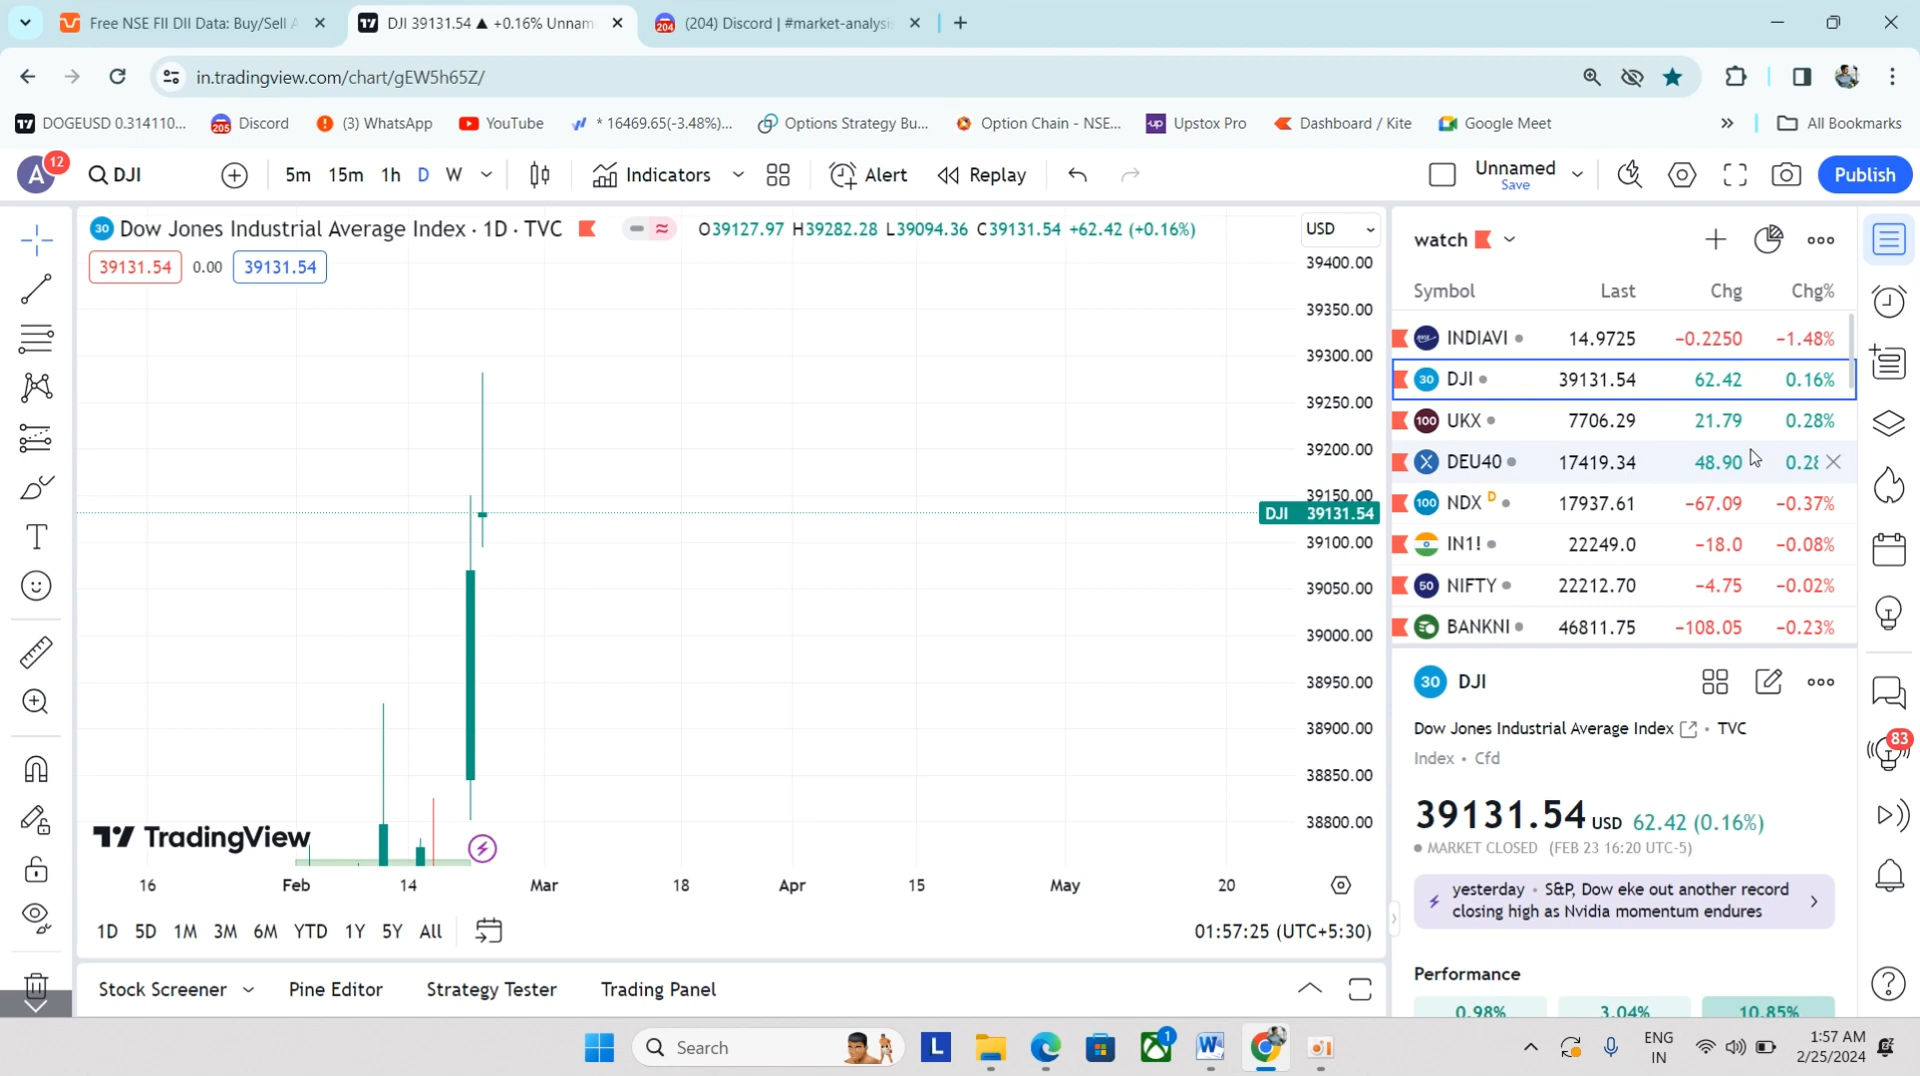 Free NSE FII DII Data: Buy/Sell A
DJI 39131.54 ▲ +0.16% Unnam
(204) Discord | #market-analysi
in.tradingview.com/chart/gEW5h65Z/
DOGEUSD 0.314110... Discord (3) WhatsApp YouTube * 16469.65(-3.48%)... Options Strategy Bu... Option Chain - NSE... Upstox Pro Dashboard / Kite Google Meet » All Bookmarks
A 12 DJI 5m 15m 1h D W Indicators Alert Replay Unnamed Save Publish
30 Dow Jones Industrial Average Index · 1D · TVC O39127.97 H39282.28 L39094.36 C39131.54 +62.42 (+0.16%) USD
39131.54 0.00 39131.54
39400.00
39350.00
39300.00
39250.00
39200.00
39150.00
DJI 39131.54
39100.00
39050.00
39000.00
38950.00
38900.00
38850.00
38800.00
TradingView
16 Feb 14 Mar 18 Apr 15 May 20
1D 5D 1M 3M 6M YTD 1Y 5Y All 01:57:25 (UTC+5:30)
Stock Screener Pine Editor Strategy Tester Trading Panel
watch
Symbol Last Chg Chg%
INDIAVI 14.9725 −0.2250 −1.48%
30 DJI 39131.54 62.42 0.16%
100 UKX 7706.29 21.79 0.28%
DEU40 17419.34 48.90 0.28
100 NDX D 17937.61 −67.09 −0.37%
IN1! 22249.0 −18.0 −0.08%
50 NIFTY 22212.70 −4.75 −0.02%
BANKNI 46811.75 −108.05 −0.23%
30 DJI
Dow Jones Industrial Average Index • TVC
Index • Cfd
39131.54 USD 62.42 (0.16%)
MARKET CLOSED (FEB 23 16:20 UTC-5)
yesterday • S&P, Dow eke out another record
closing high as Nvidia momentum endures
Performance
0.98% 3.04% 10.85%
83
Search
L
1
ENG
IN
1:57 AM
2/25/2024